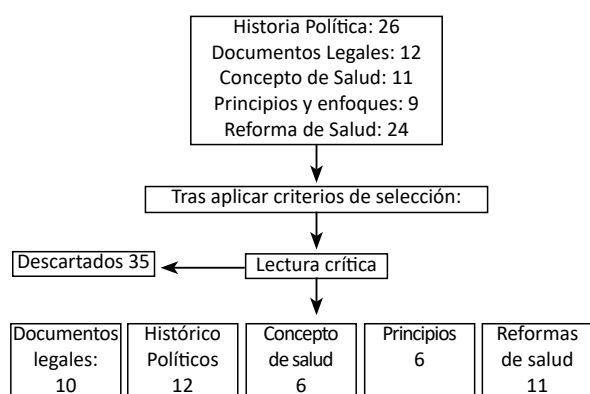 Historia Política: 26
Documentos Legales: 12
Concepto de Salud: 11
Principios y enfoques: 9
Reforma de Salud: 24
Tras aplicar criterios de selección:
Descartados 35
Lectura crítica
Documentos
legales:
10
Histórico
Políticos
12
Concepto
de salud
6
Principios
6
Reformas
de salud
11